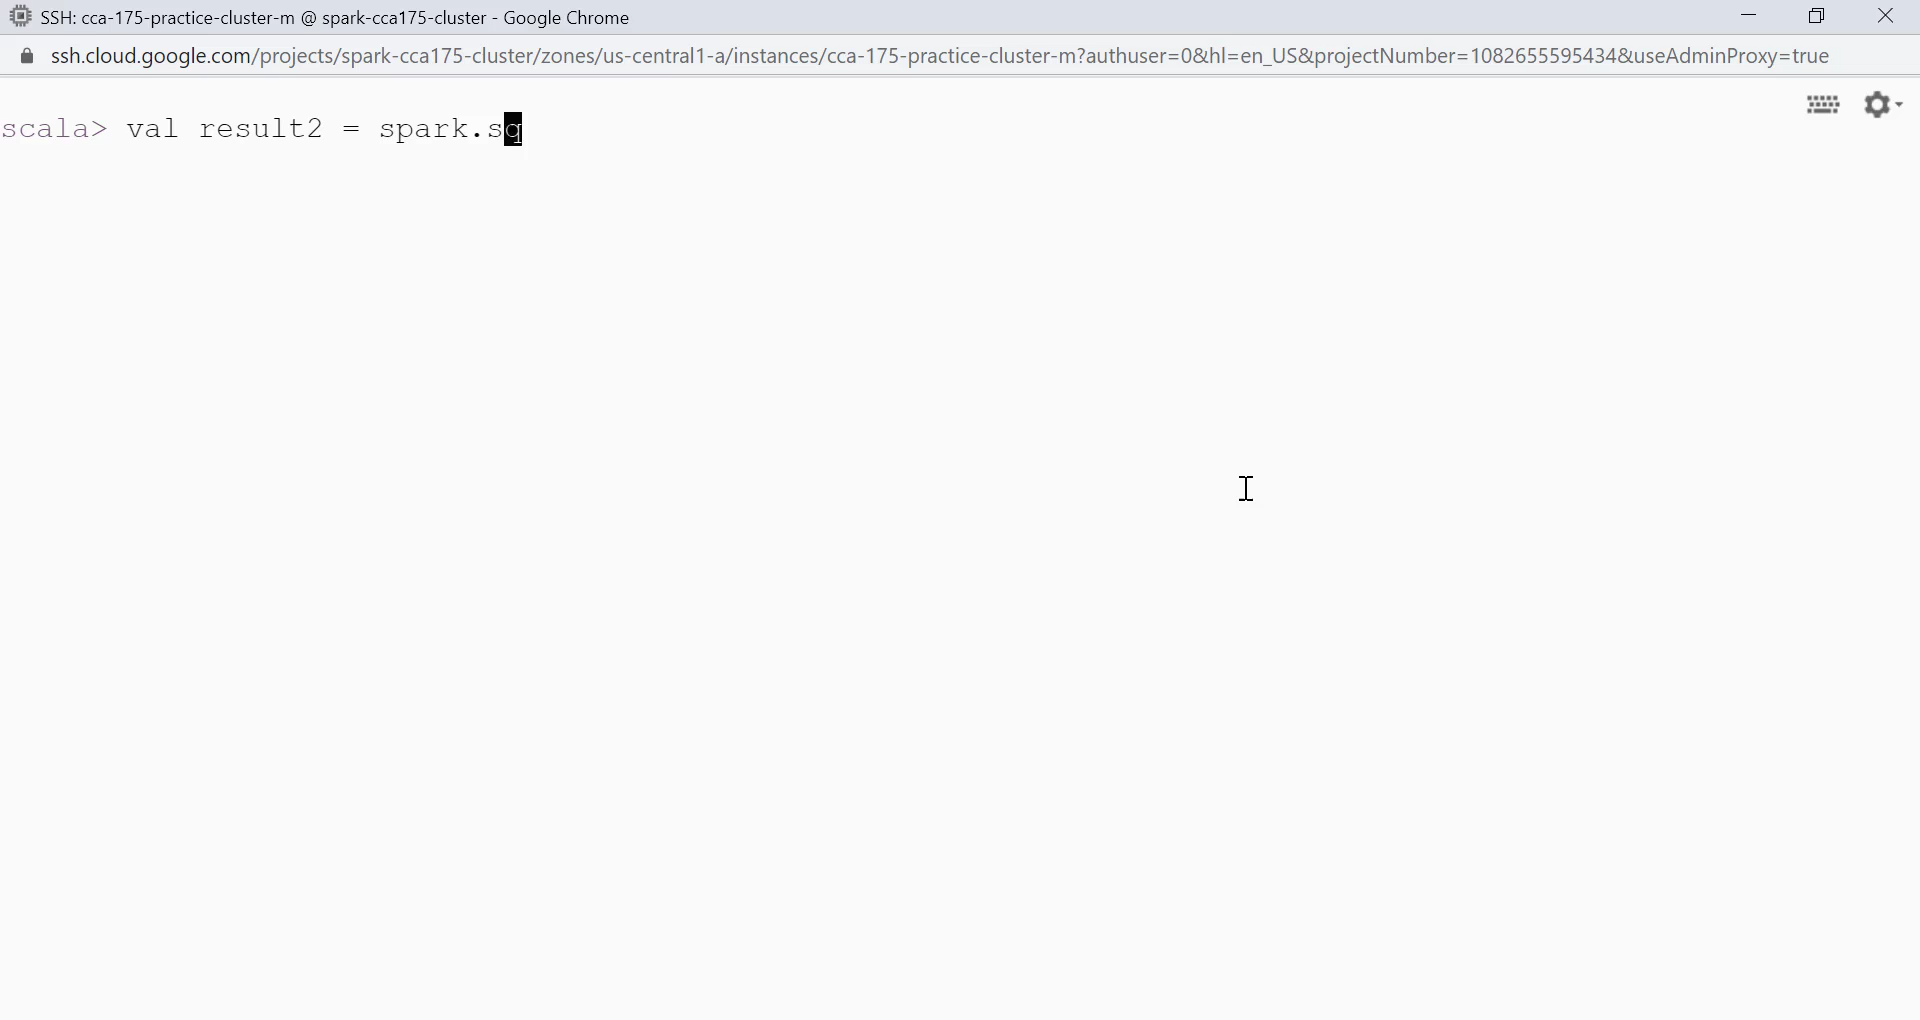 SSH: cca-175-practice-cluster-m @ spark-cca175-cluster - Google Chrome
ssh.cloud.google.com/projects/spark-cca175-cluster/zones/us-central1-a/instances/cca-175-practice-cluster-m?authuser=0&hl=en_US&projectNumber=1082655595434&useAdminProxy=true
scala> val result2 = spark.sq